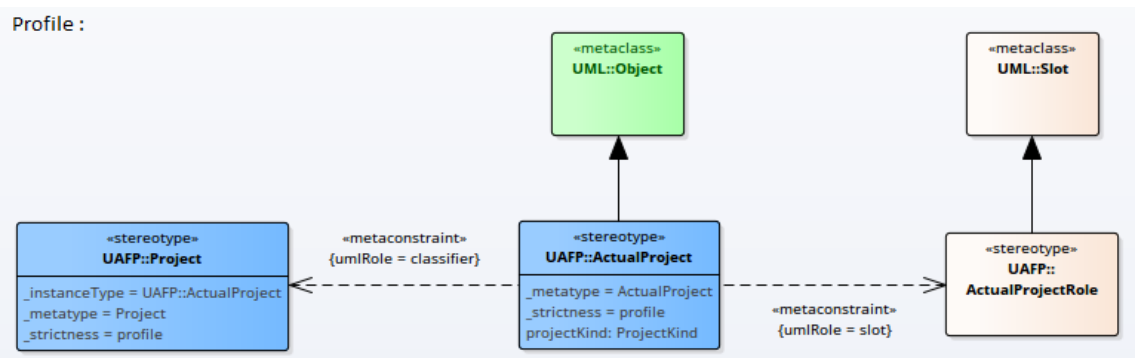 Profile :
«metaclass»
UML::Object
«metaclass»
UML::Slot
«stereotype»
UAFP::Project
_instanceType = UAFP::ActualProject
_metatype = Project
_strictness = profile
«metaconstraint»
{umlRole = classifier}
«stereotype»
UAFP::ActualProject
_metatype = ActualProject
_strictness = profile
projectKind: ProjectKind
«metaconstraint»
{umlRole = slot}
«stereotype»
UAFP::
ActualProjectRole